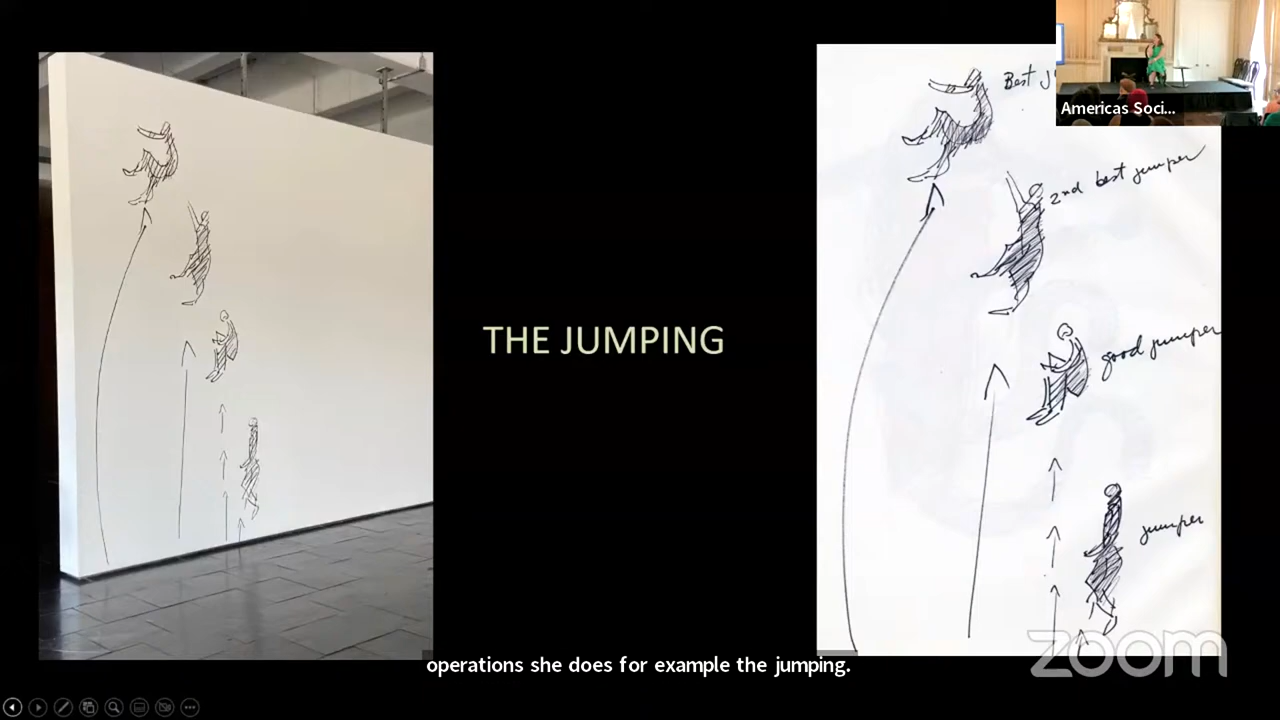 Best
Americas Soci...
2nd best jumper
THE JUMPING
good jumper
jumper
zoom
operations she does for example the jumping.